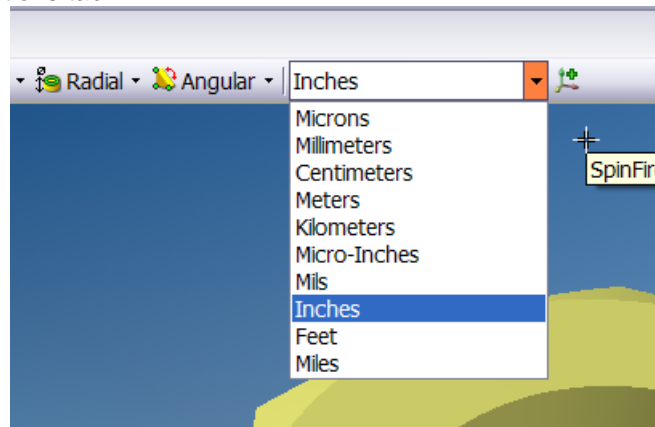 Radial Angular Inches
Microns
Millimeters
Centimeters
Meters
Kilometers
Micro-Inches
Mils
Inches
Feet
Miles
SpinFir